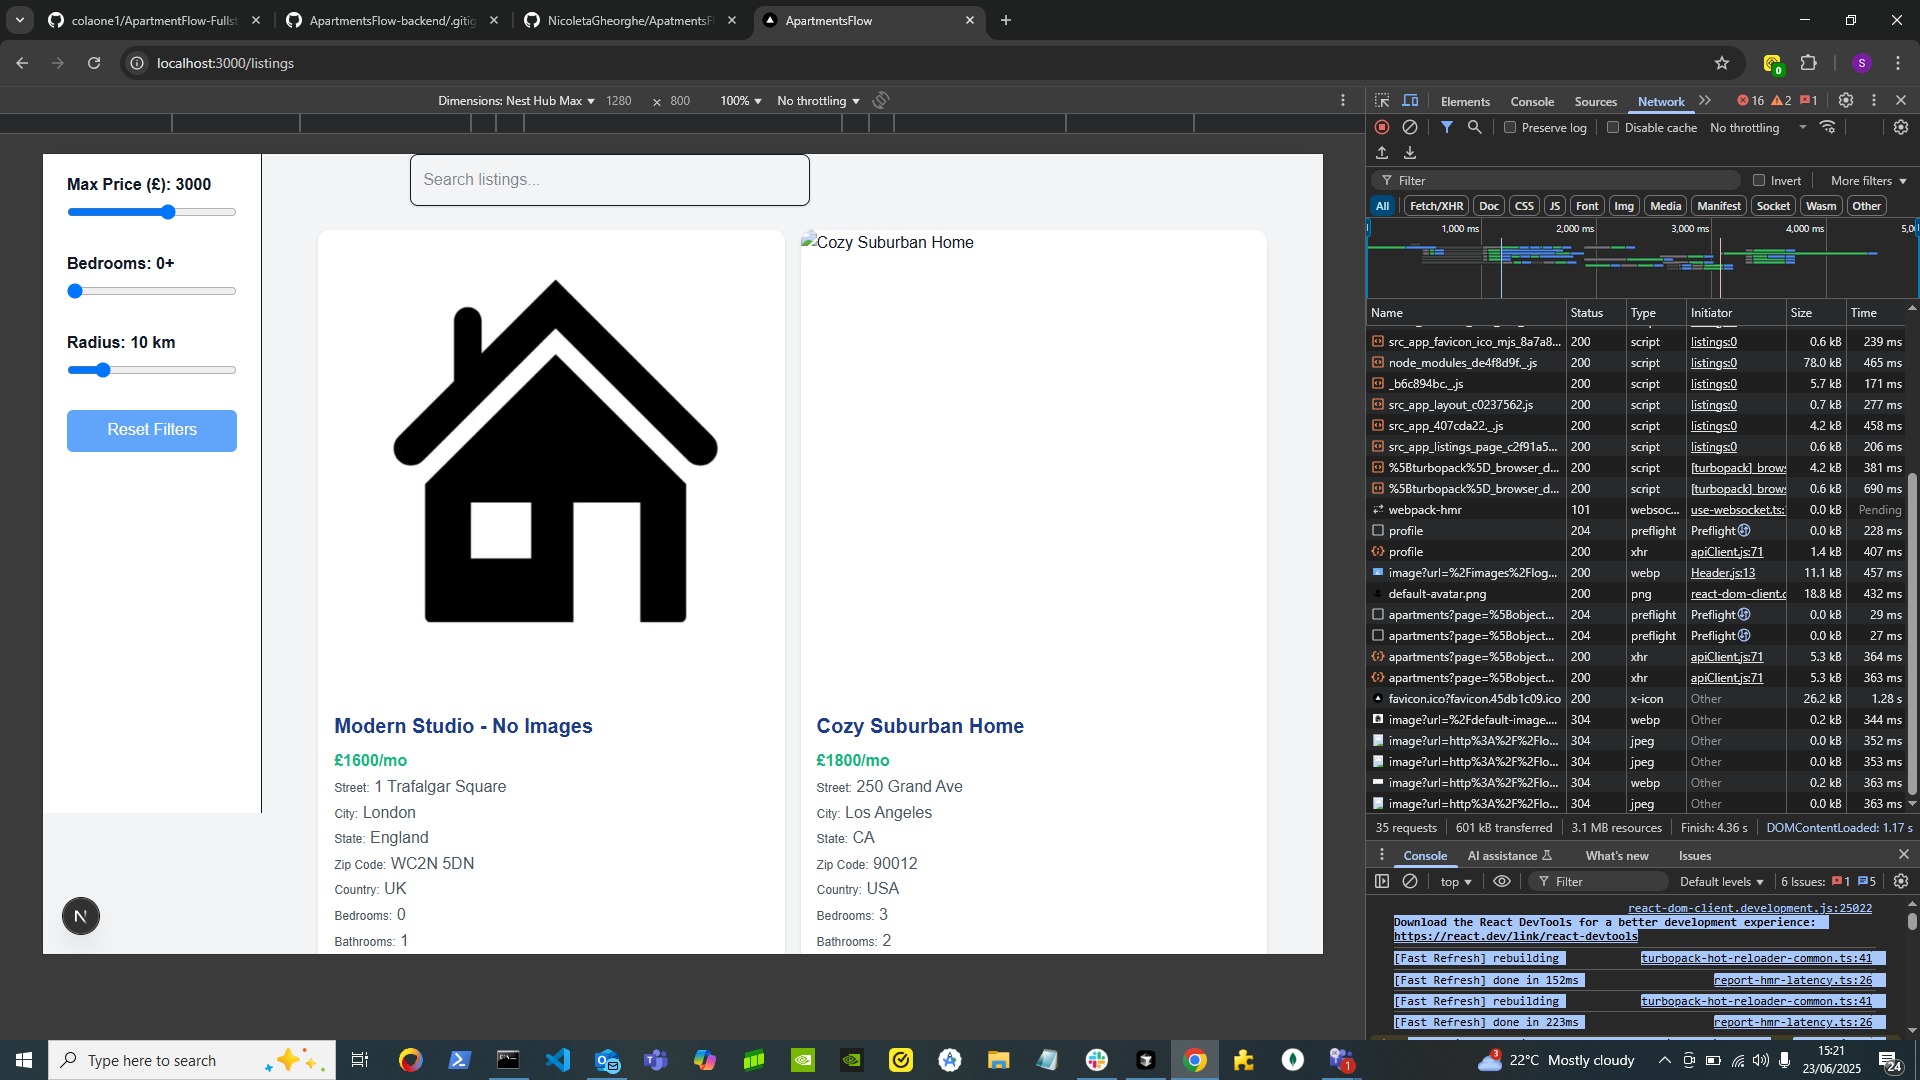 colaone1/ApartmentFlow-Fullst
ApartmentsFlow-backend/.gitig
NicoletaGheorghe/ApatmentsFl
ApartmentsFlow
localhost:3000/listings
S
0
Dimensions: Nest Hub Max 1280 × 800 100% No throttling
Max Price (£): 3000
Bedrooms: 0+
Radius: 10 km
Reset Filters
N
Search listings...
Modern Studio - No Images
£1600/mo
Street: 1 Trafalgar Square
City: London
State: England
Zip Code: WC2N 5DN
Country: UK
Bedrooms: 0
Bathrooms: 1
Cozy Suburban Home
Cozy Suburban Home
£1800/mo
Street: 250 Grand Ave
City: Los Angeles
State: CA
Zip Code: 90012
Country: USA
Bedrooms: 3
Bathrooms: 2
Elements Console Sources Network 16 2 1
Preserve log Disable cache No throttling
Filter Invert More filters
All Fetch/XHR Doc CSS JS Font Img Media Manifest Socket Wasm Other
1,000 ms 2,000 ms 3,000 ms 4,000 ms 5,0
Name Status Type Initiator Size Time
src_app_favicon_ico_mjs_8a7a8... 200 script listings:0 0.6 kB 239 ms
node_modules_de4f8d9f._.js 200 script listings:0 78.0 kB 465 ms
_b6c894bc._.js 200 script listings:0 5.7 kB 171 ms
src_app_layout_c0237562.js 200 script listings:0 0.7 kB 277 ms
src_app_407cda22._.js 200 script listings:0 4.2 kB 458 ms
src_app_listings_page_c2f91a5... 200 script listings:0 0.6 kB 206 ms
%5Bturbopack%5D_browser_d... 200 script [turbopack]_brows 4.2 kB 381 ms
%5Bturbopack%5D_browser_d... 200 script [turbopack]_brows 0.6 kB 690 ms
webpack-hmr 101 websoc... use-websocket.ts: 0.0 kB Pending
profile 204 preflight Preflight 0.0 kB 228 ms
profile 200 xhr apiClient.js:71 1.4 kB 407 ms
image?url=%2Fimages%2Flog... 200 webp Header.js:13 11.1 kB 457 ms
default-avatar.png 200 png react-dom-client.d 18.8 kB 432 ms
apartments?page=%5Bobject... 204 preflight Preflight 0.0 kB 29 ms
apartments?page=%5Bobject... 204 preflight Preflight 0.0 kB 27 ms
apartments?page=%5Bobject... 200 xhr apiClient.js:71 5.3 kB 364 ms
apartments?page=%5Bobject... 200 xhr apiClient.js:71 5.3 kB 363 ms
favicon.ico?favicon.45db1c09.ico 200 x-icon Other 26.2 kB 1.28 s
image?url=%2Fdefault-image.... 304 webp Other 0.2 kB 344 ms
image?url=http%3A%2F%2Flo... 304 jpeg Other 0.0 kB 352 ms
image?url=http%3A%2F%2Flo... 304 jpeg Other 0.0 kB 353 ms
image?url=http%3A%2F%2Flo... 304 webp Other 0.2 kB 363 ms
image?url=http%3A%2F%2Flo... 304 jpeg Other 0.0 kB 363 ms
35 requests 601 kB transferred 3.1 MB resources Finish: 4.36 s DOMContentLoaded: 1.17 s
Console AI assistance What's new Issues
top Filter Default levels 6 Issues: 1 5
react-dom-client.development.js:25022
Download the React DevTools for a better development experience:
https://react.dev/link/react-devtools
[Fast Refresh] rebuilding turbopack-hot-reloader-common.ts:41
[Fast Refresh] done in 152ms report-hmr-latency.ts:26
[Fast Refresh] rebuilding turbopack-hot-reloader-common.ts:41
[Fast Refresh] done in 223ms report-hmr-latency.ts:26
Type here to search
1
3
22°C Mostly cloudy
15:21
23/06/2025
24